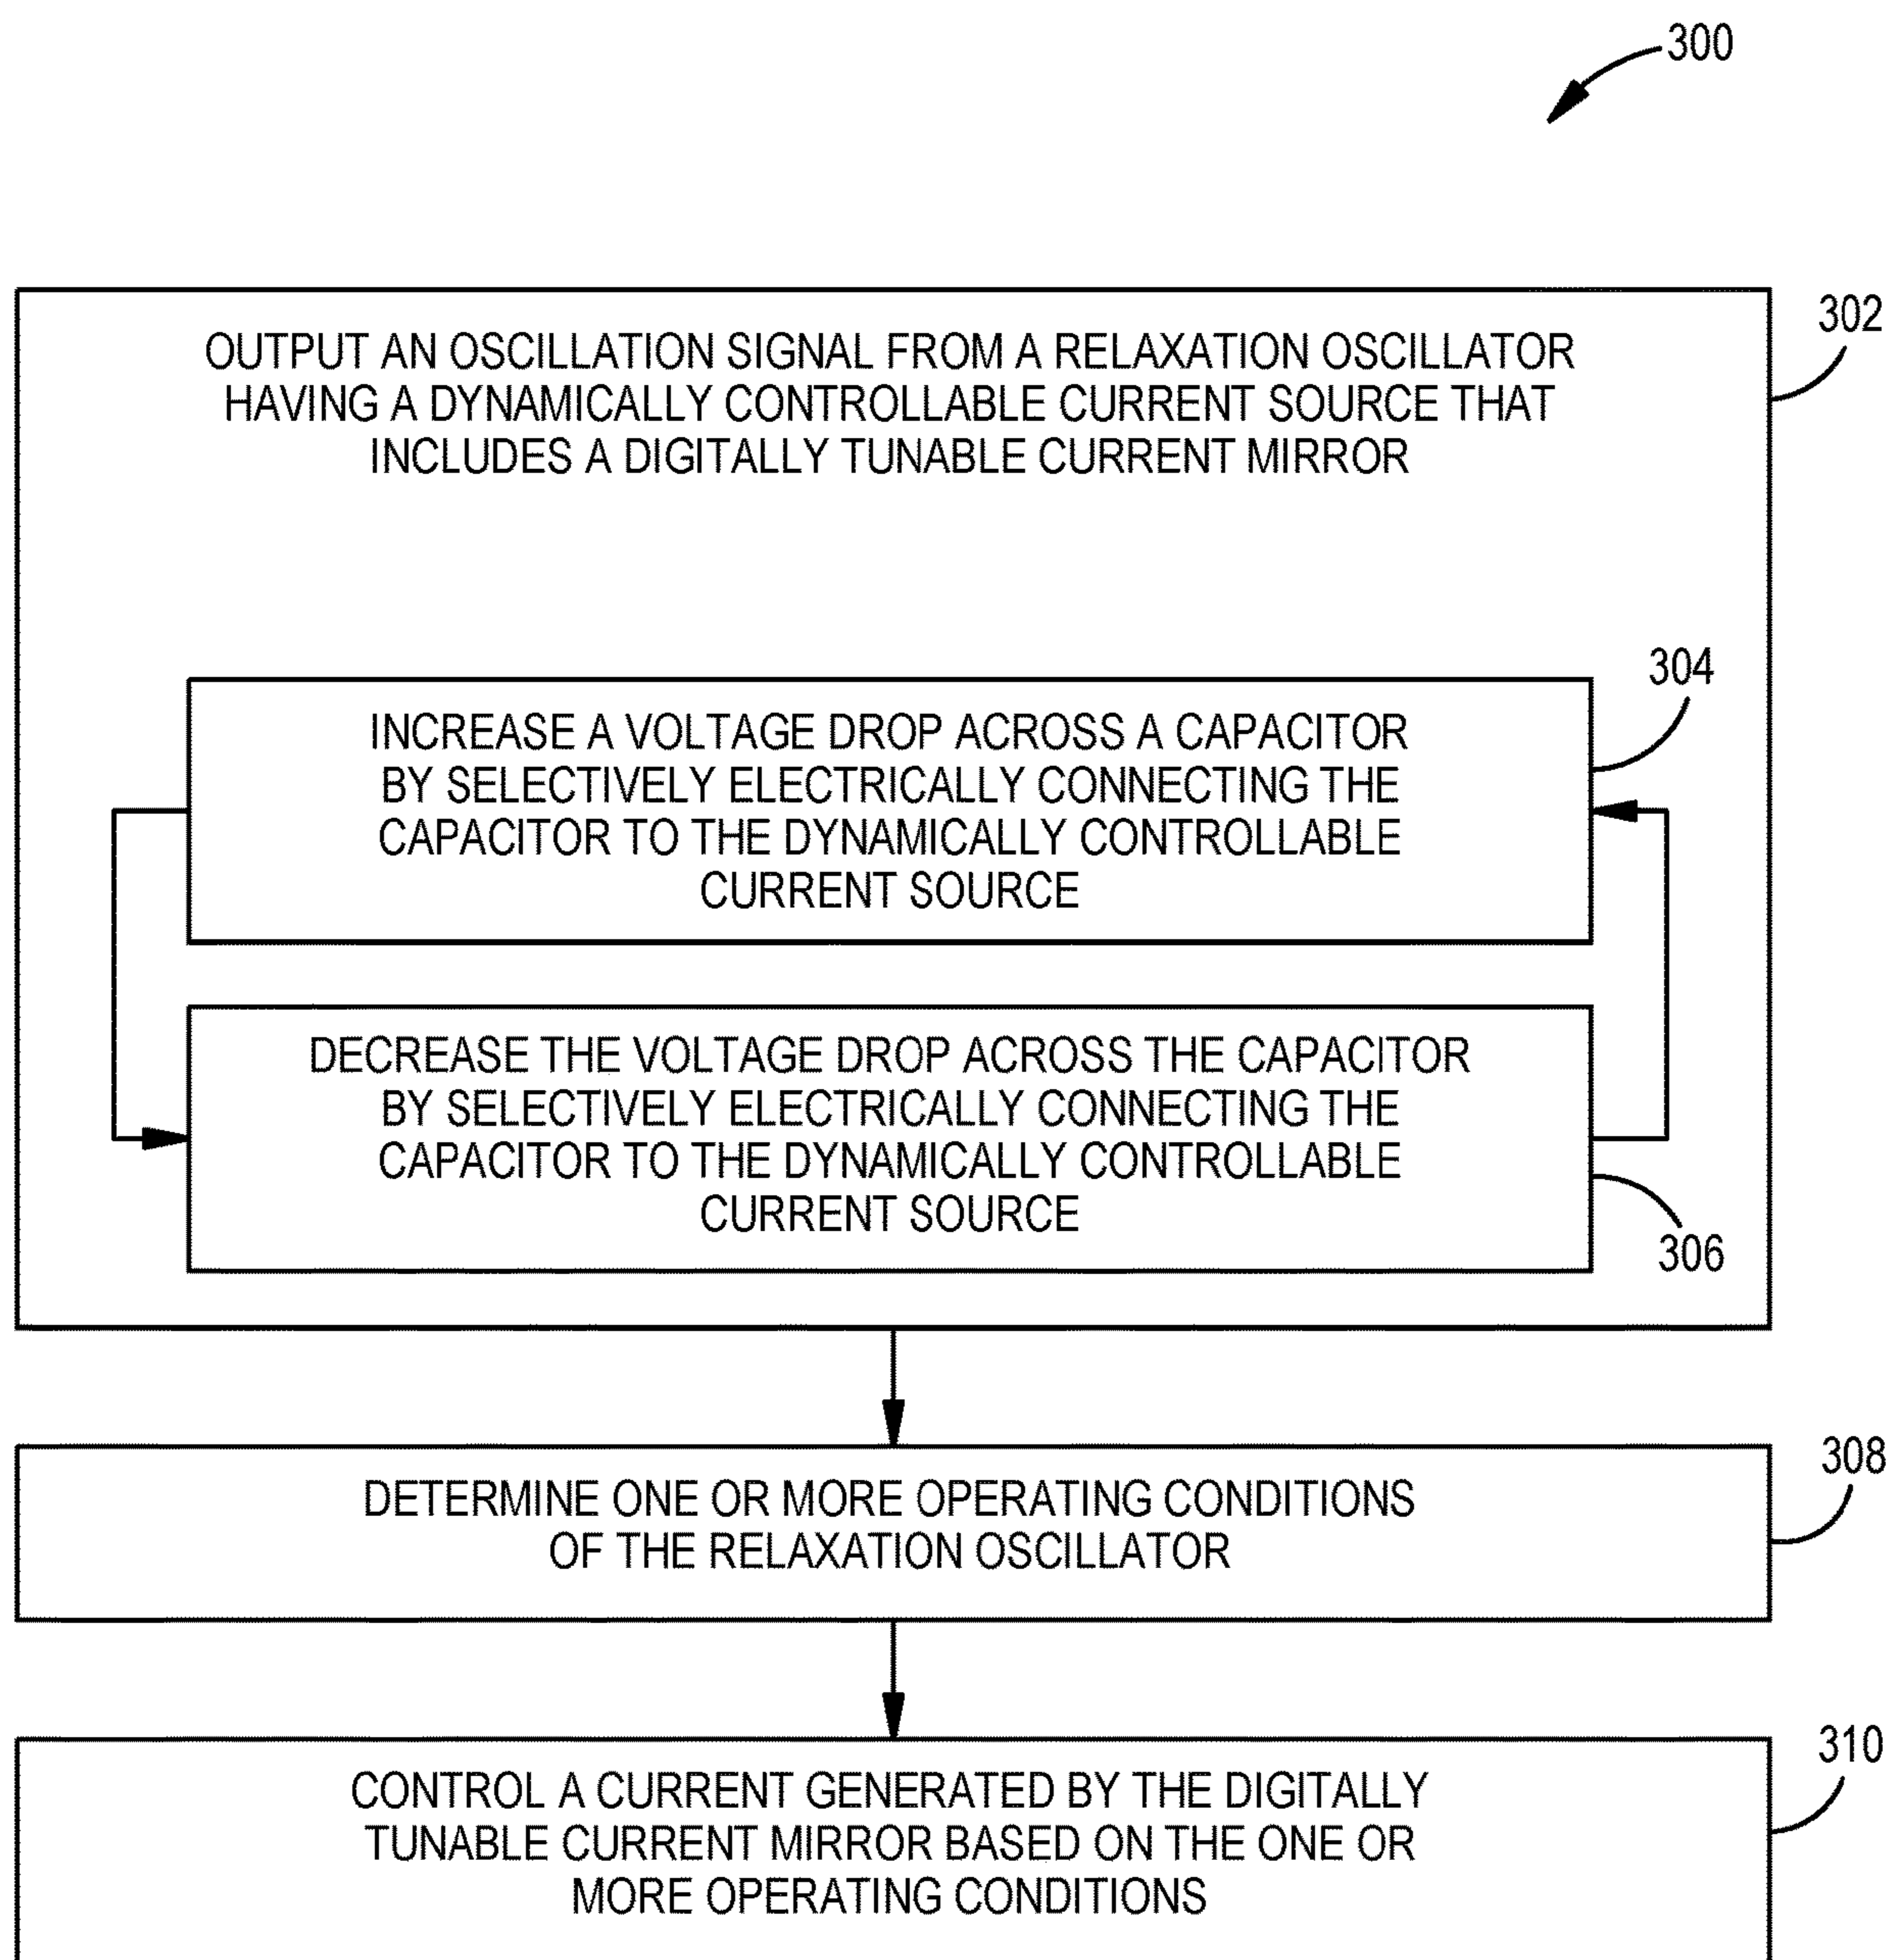 300
302
OUTPUT AN OSCILLATION SIGNAL FROM A RELAXATION OSCILLATOR
HAVING A DYNAMICALLY CONTROLLABLE CURRENT SOURCE THAT
INCLUDES A DIGITALLY TUNABLE CURRENT MIRROR
304
INCREASE A VOLTAGE DROP ACROSS A CAPACITOR
BY SELECTIVELY ELECTRICALLY CONNECTING THE
CAPACITOR TO THE DYNAMICALLY CONTROLLABLE
CURRENT SOURCE
DECREASE THE VOLTAGE DROP ACROSS THE CAPACITOR
BY SELECTIVELY ELECTRICALLY CONNECTING THE
CAPACITOR TO THE DYNAMICALLY CONTROLLABLE
CURRENT SOURCE
306
308
DETERMINE ONE OR MORE OPERATING CONDITIONS
OF THE RELAXATION OSCILLATOR
310
CONTROL A CURRENT GENERATED BY THE DIGITALLY
TUNABLE CURRENT MIRROR BASED ON THE ONE OR
MORE OPERATING CONDITIONS